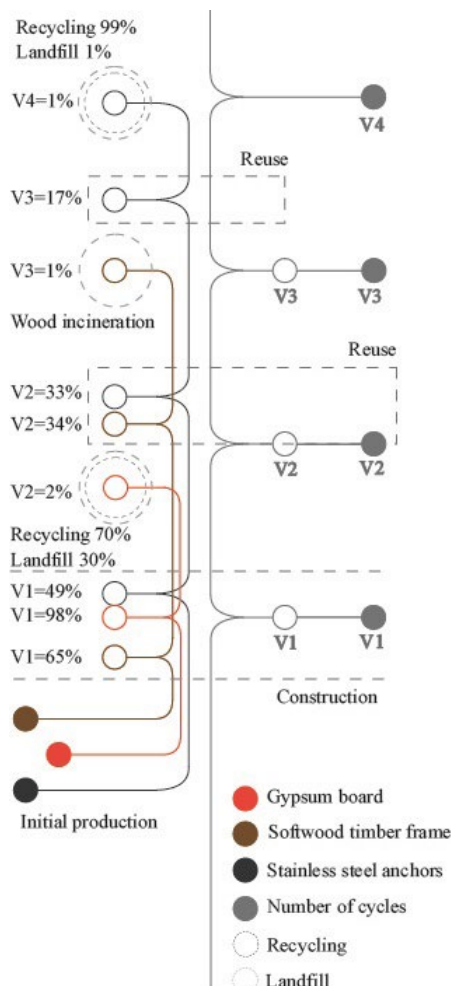 Recycling 99%
Landfill 1%
V4=1%
V4
Reuse
V3=17%
V3=1%
V3
V3
Wood incineration
Reuse
V2=33%
V2=34%
V2
V2
V2=2%
Recycling 70%
Landfill 30%
V1=49%
V1=98%
V1
V1
V1=65%
Construction
Initial production
Gypsum board
Softwood timber frame
Stainless steel anchors
Number of cycles
Recycling
Landfill